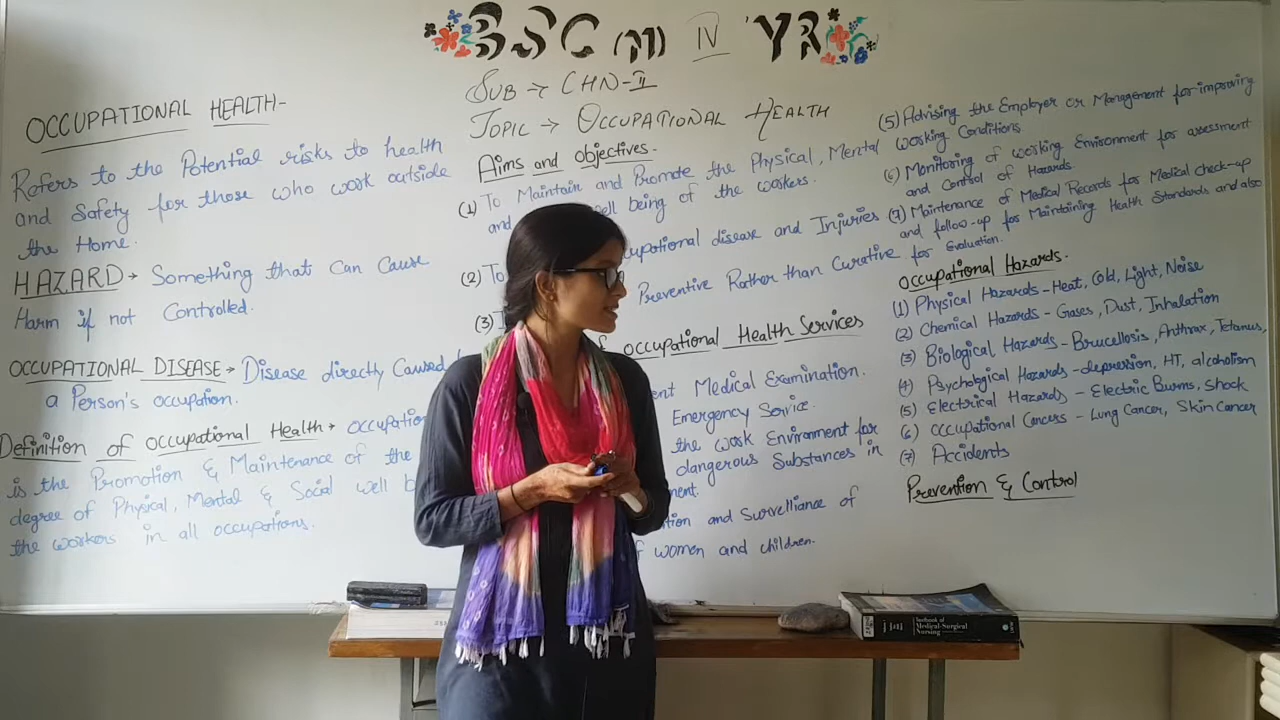 BSC (N) IV YR
SUB → CHN-II
TOPIC → OCCUPATIONAL HEALTH
OCCUPATIONAL HEALTH-
Refers to the Potential risks to health
and Safety for those who work outside
the Home.
HAZARD → Something that can Cause
Harm if not Controlled.
OCCUPATIONAL DISEASE → Disease directly Caused
a Person's occupation.
Definition of occupational Health →
is the Promotion & Maintenance of the
degree of Physical, Mental & Social well
the workers in all occupations.
Aims and objectives.
(1) To Maintain and Promote the Physical, Mental
and well being of the workers.
(2) To disease and Injuries
(3) Preventive Rather than Curative
occupational Health Services
Medical Examination.
Emergency Service.
the work Environment for
dangerous Substances in
and Survelliance of
women and children.
(5) Advising the Employer or Management for improving
working Conditions.
(6) Monitoring of working Environment for assessment
and Control of Hazards.
(7) Maintenance of Medical Records for Medical check-up
and follow-up for Maintaining Health Standards and also
for Evaluation.
Occupational Hazards.
(1) Physical Hazards - Heat, Cold, Light, Noise
(2) Chemical Hazards - Gases, Dust, Inhalation
(3) Biological Hazards - Brucellosis, Anthrax, Tetanus,
(4) Psychological Hazards - depression, HT, alcoholism
(5) Electrical Hazards - Electric Burns, Shock
(6) Occupational Cancers - Lung Cancer, Skin Cancer
(7) Accidents
Prevention & Control
Textbook of
Medical-Surgical
Nursing